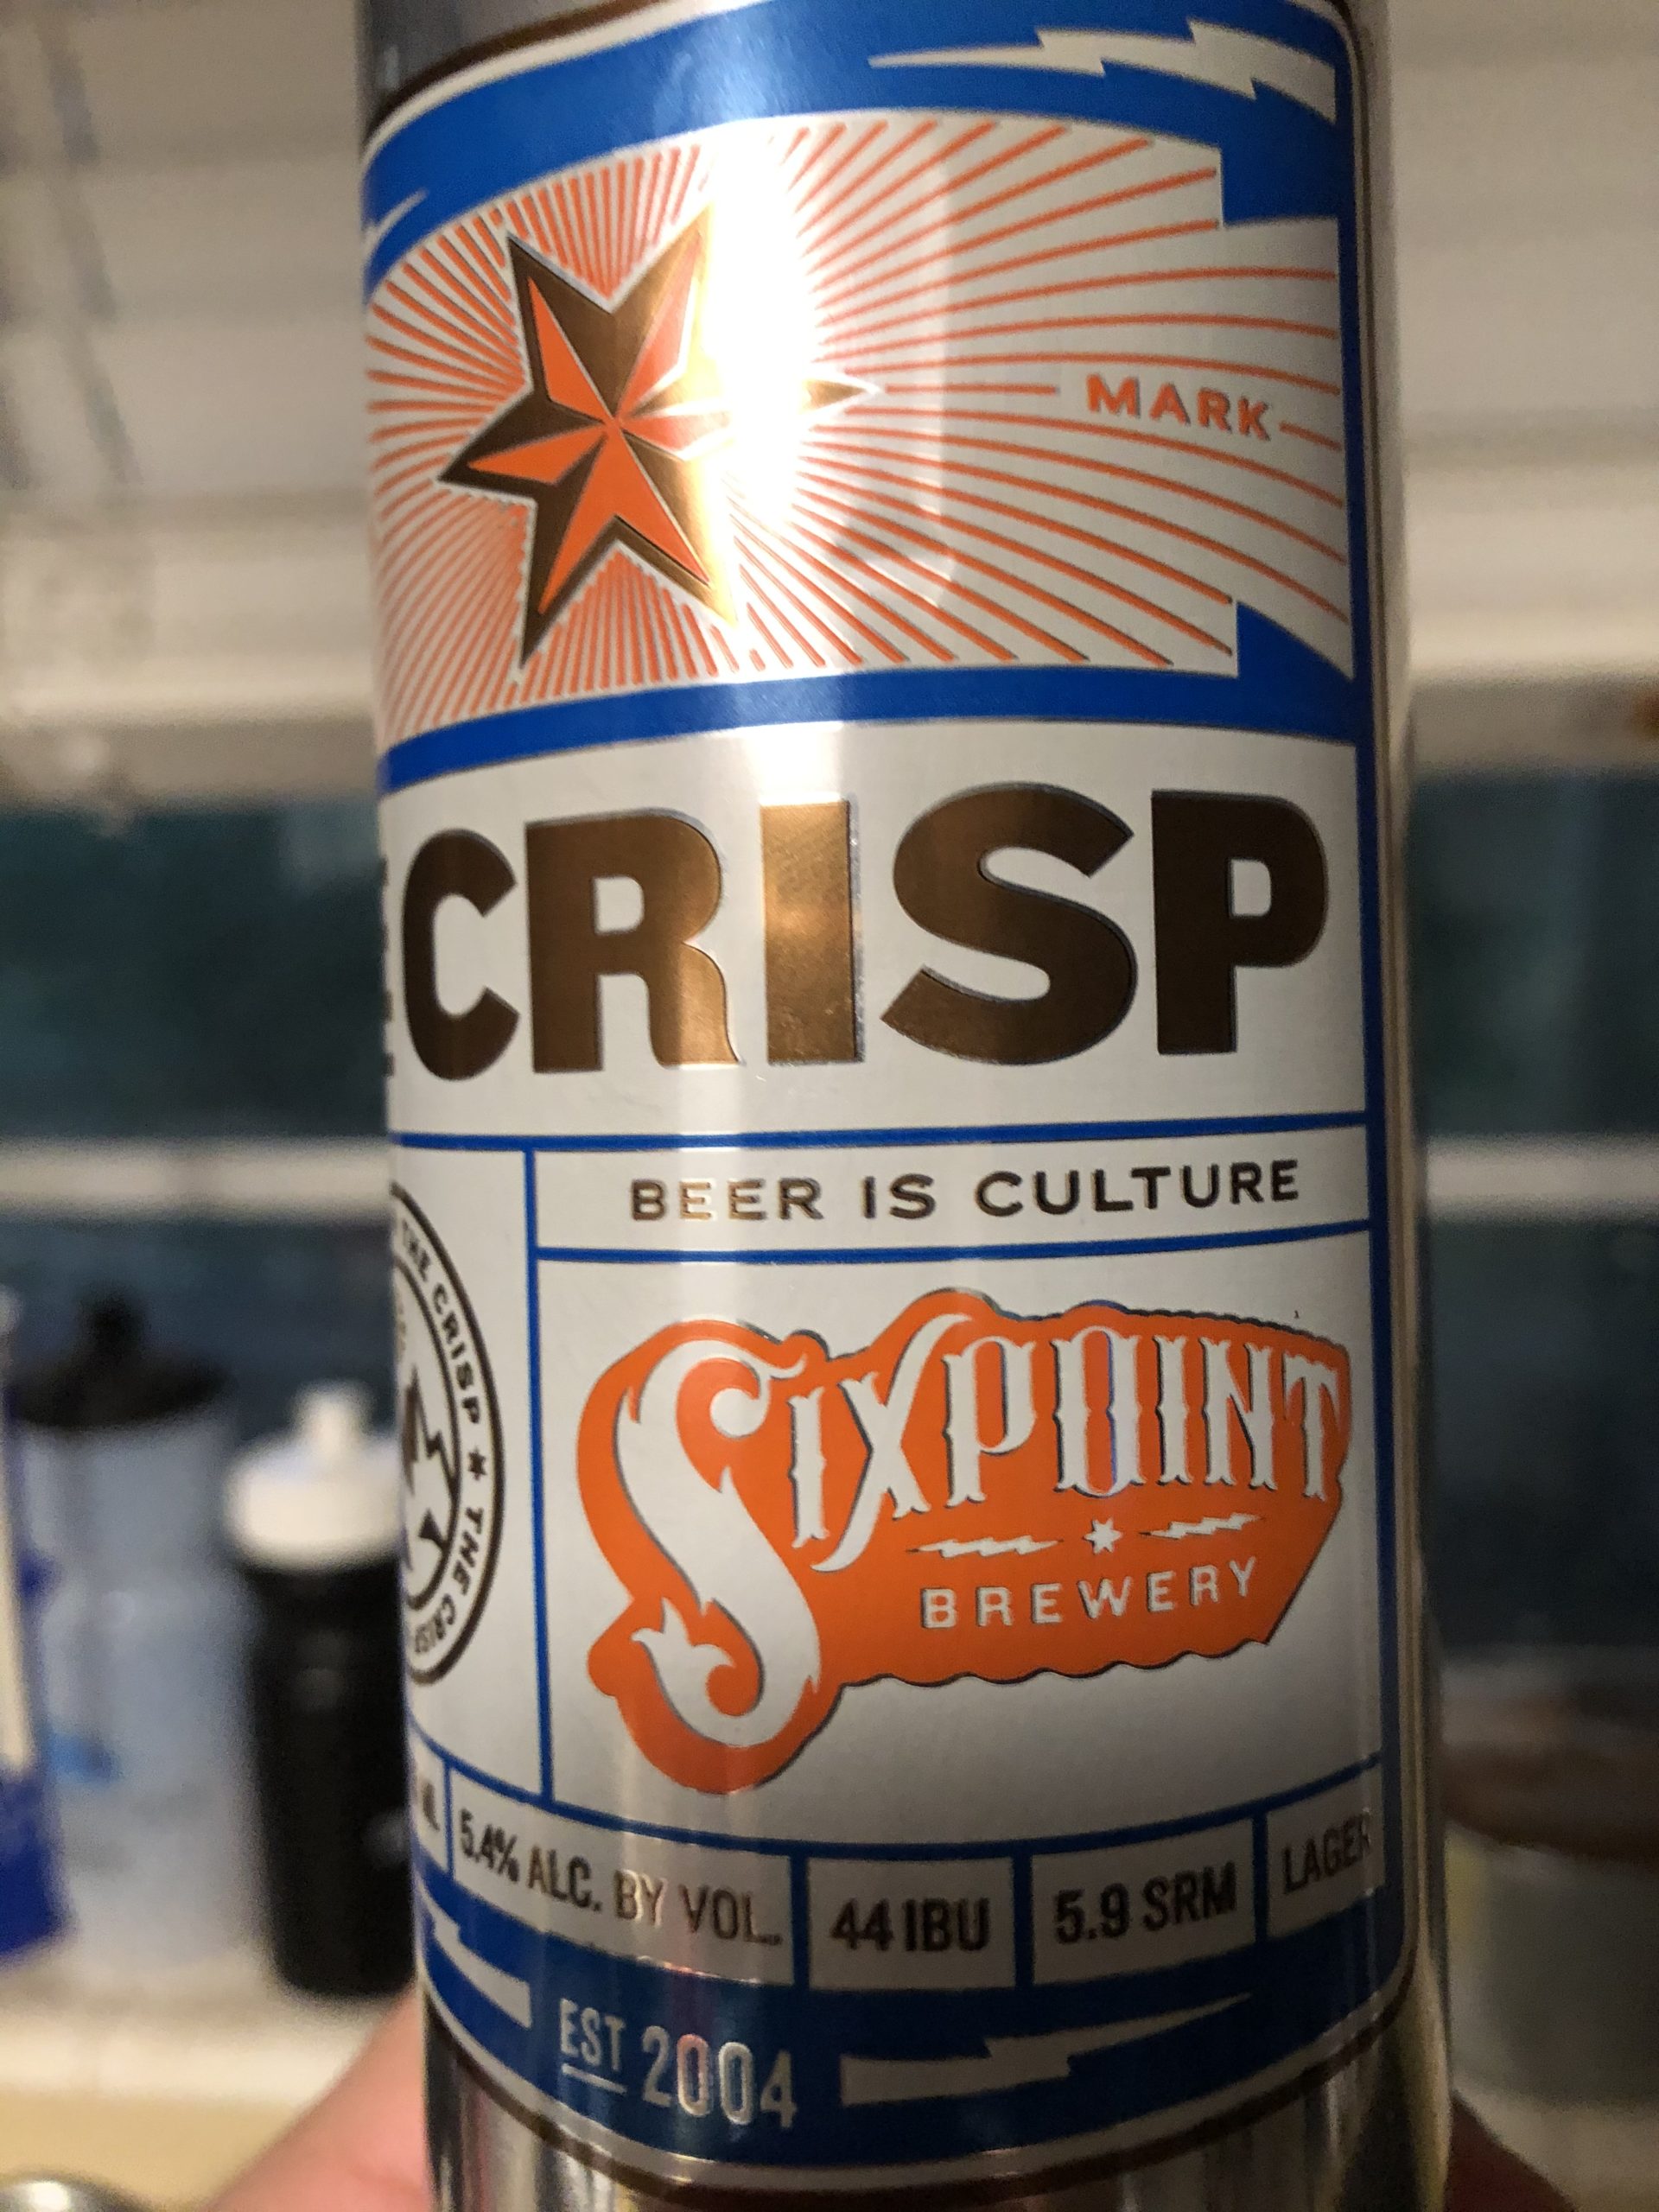 MARK
CRISP
BEER IS CULTURE
THE CRISP ★ THE CRISP
SIXPOINT
BREWERY
5.4% ALC. BY VOL.
44 IBU
5.9 SRM
LAGER
EST 2004